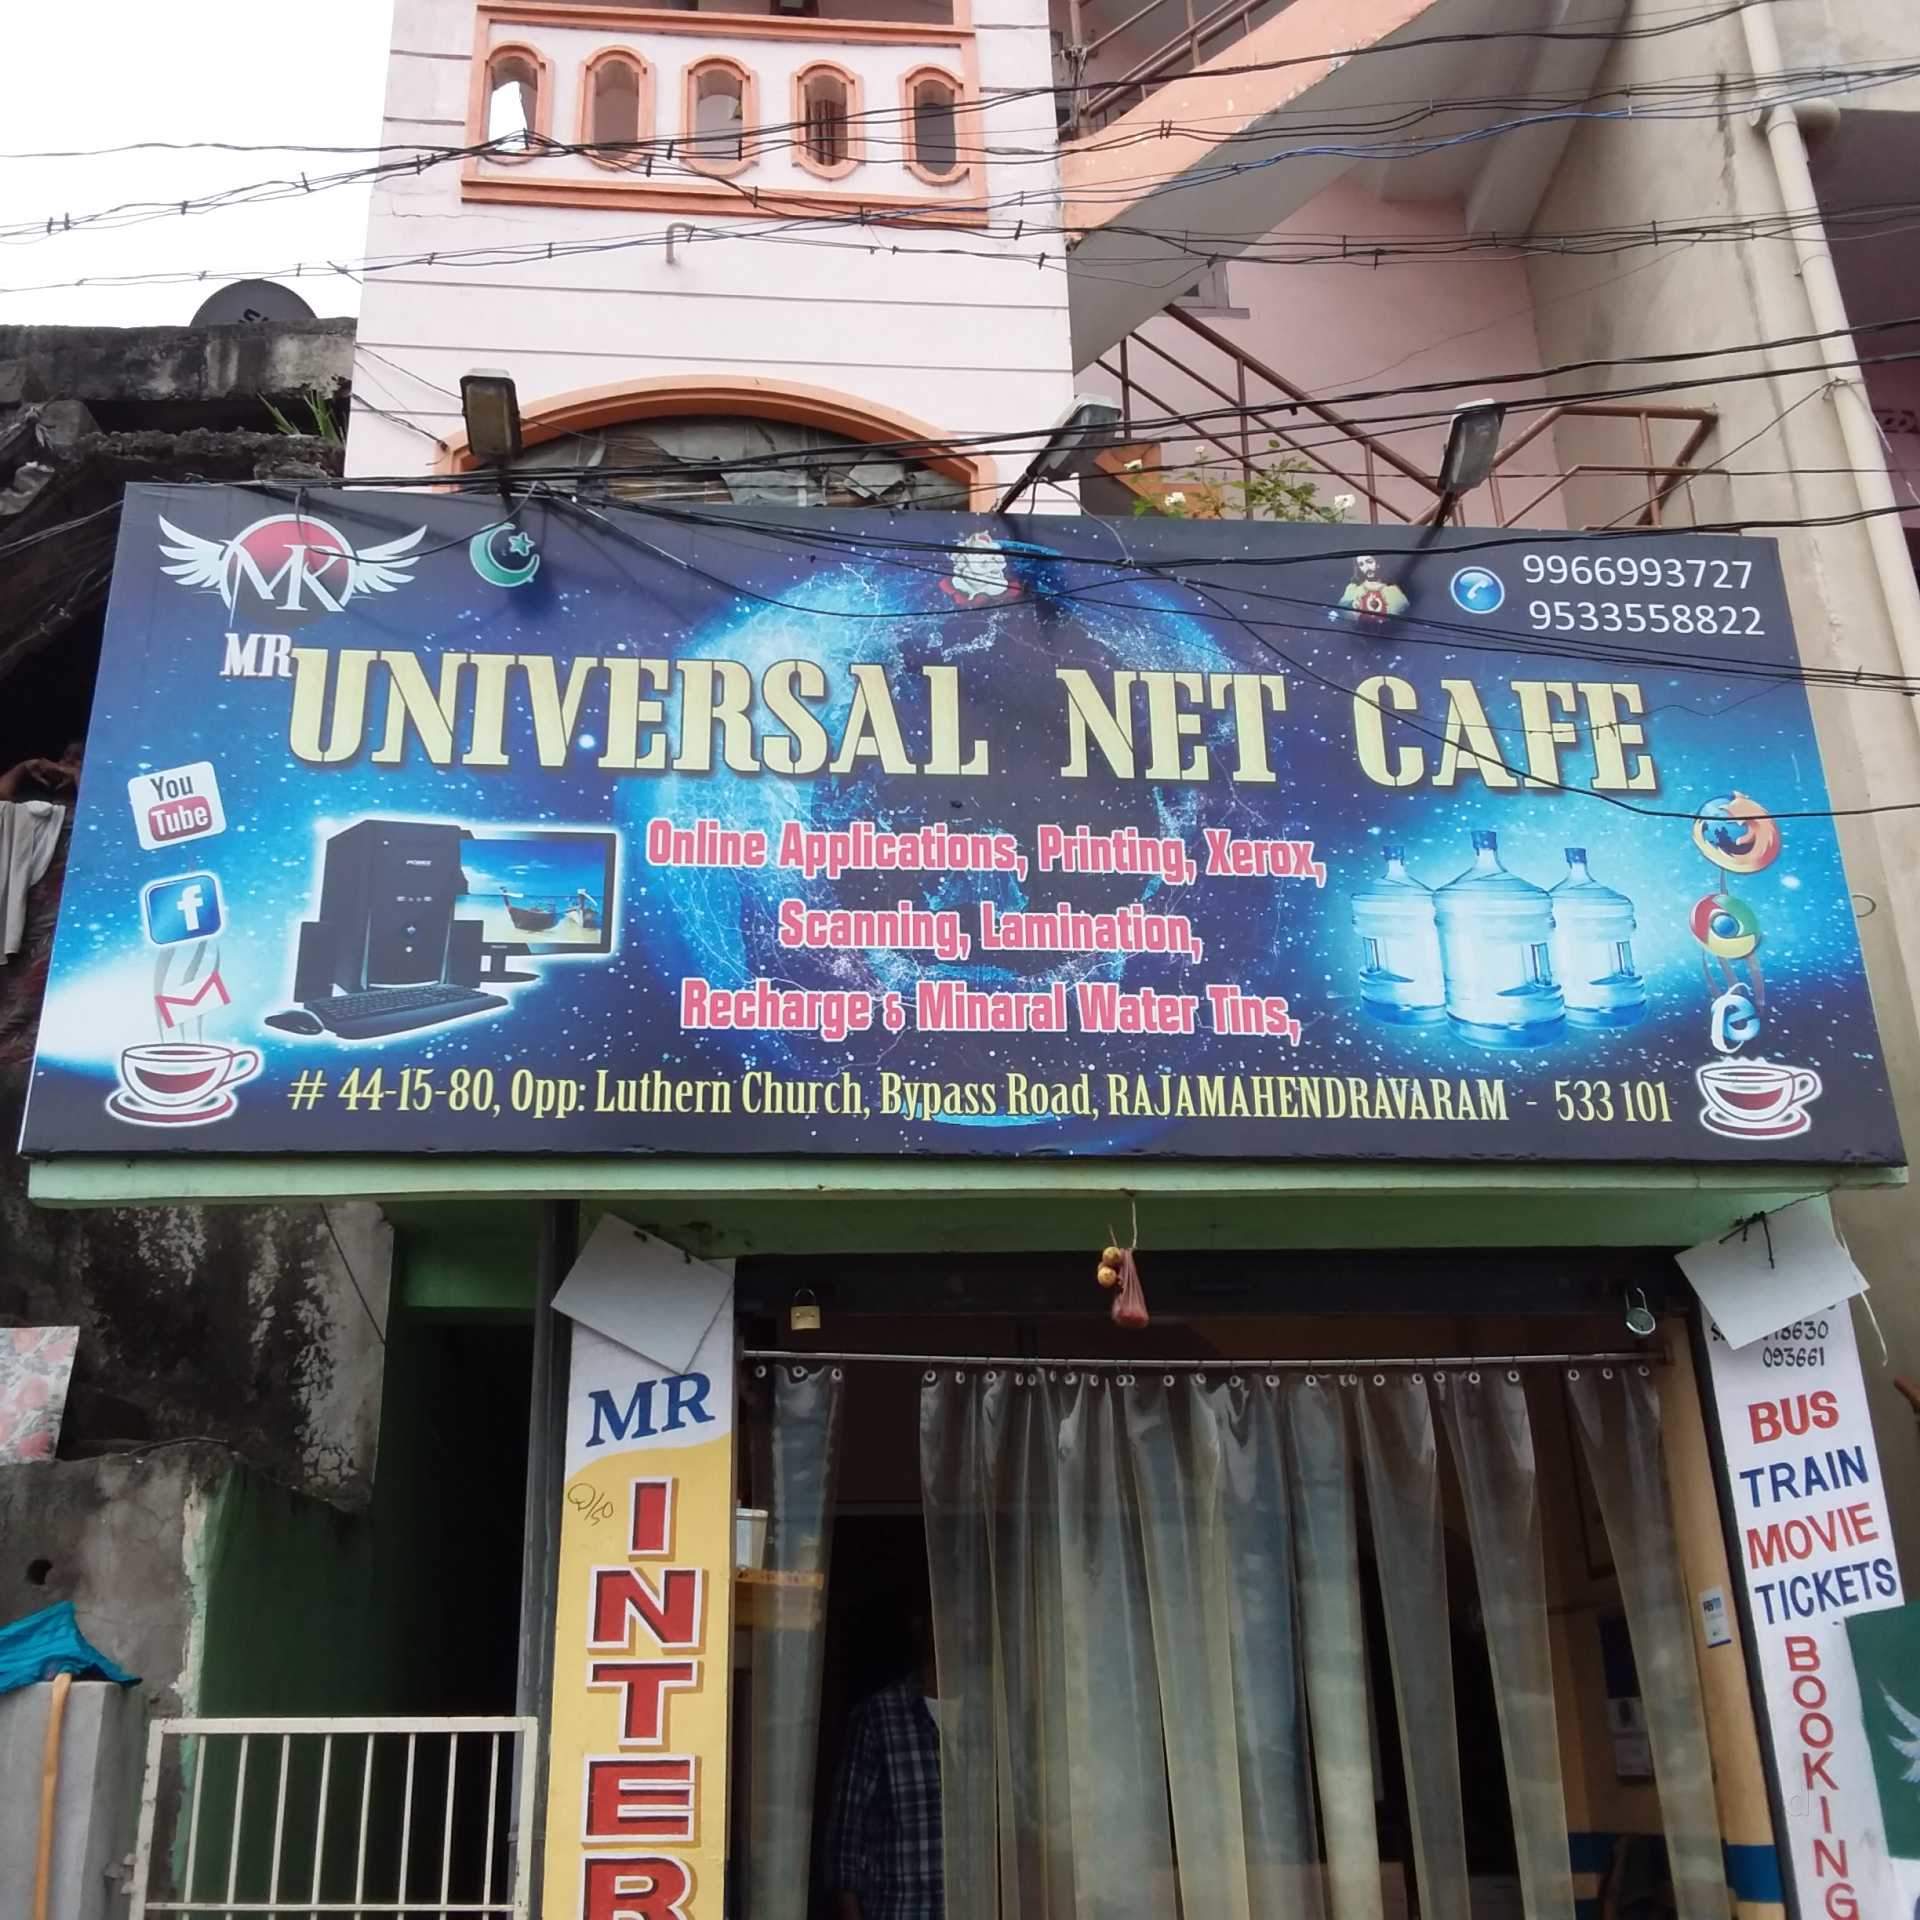 MK
9966993727
9533558822
MR
UNIVERSAL NET CAFE
You
Tube
f
Online Applications, Printing, Xerox,
Scanning, Lamination,
Recharge & Minaral Water Tins,
# 44-15-80, Opp: Luthern Church, Bypass Road, RAJAMAHENDRAVARAM - 533 101
MR
INTER
093661
BUS
TRAIN
MOVIE
TICKETS
BOOKING